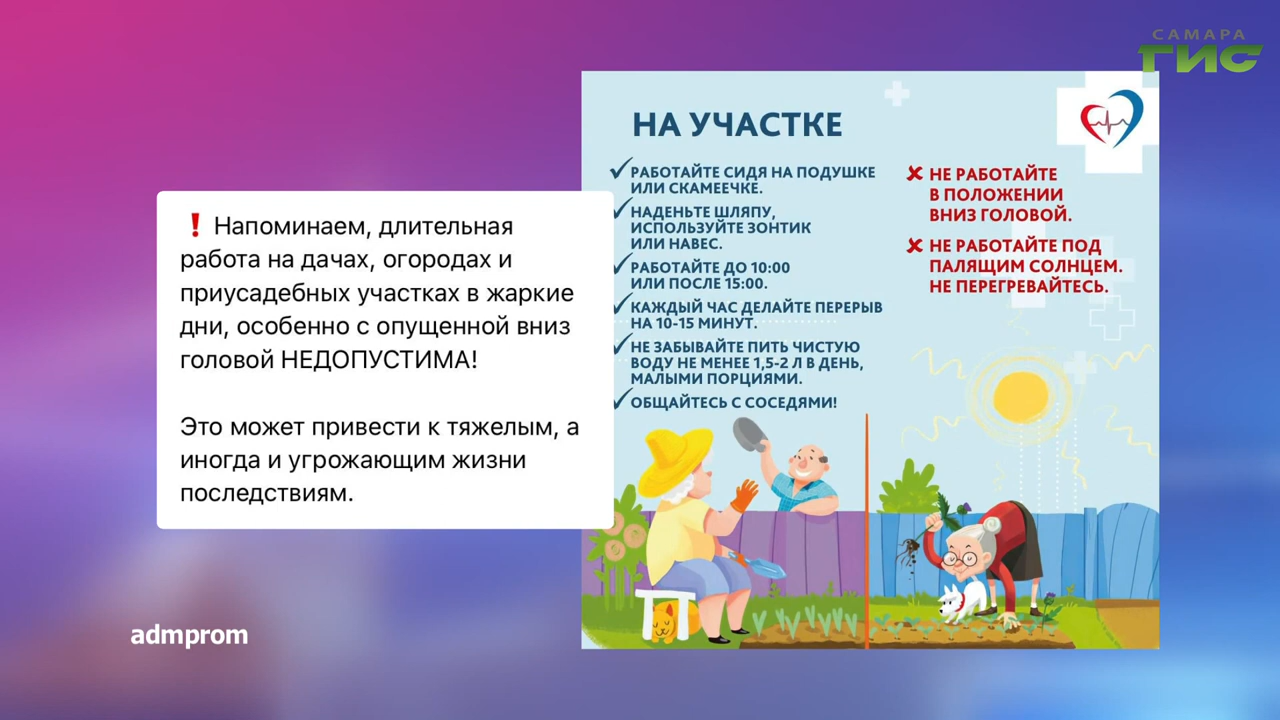 САМАРА
ГИС
НА УЧАСТКЕ
РАБОТАЙТЕ СИДЯ НА ПОДУШКЕ
ИЛИ СКАМЕЕЧКЕ.
НАДЕНЬТЕ ШЛЯПУ,
ИСПОЛЬЗУЙТЕ ЗОНТИК
ИЛИ НАВЕС.
РАБОТАЙТЕ ДО 10:00
ИЛИ ПОСЛЕ 15:00.
КАЖДЫЙ ЧАС ДЕЛАЙТЕ ПЕРЕРЫВ
НА 10-15 МИНУТ.
НЕ ЗАБЫВАЙТЕ ПИТЬ ЧИСТУЮ
ВОДУ НЕ МЕНЕЕ 1,5-2 Л В ДЕНЬ,
МАЛЫМИ ПОРЦИЯМИ.
ОБЩАЙТЕСЬ С СОСЕДЯМИ!
НЕ РАБОТАЙТЕ
В ПОЛОЖЕНИИ
ВНИЗ ГОЛОВОЙ.
НЕ РАБОТАЙТЕ ПОД
ПАЛЯЩИМ СОЛНЦЕМ.
НЕ ПЕРЕГРЕВАЙТЕСЬ.
❗ Напоминаем, длительная
работа на дачах, огородах и
приусадебных участках в жаркие
дни, особенно с опущенной вниз
головой НЕДОПУСТИМА!
Это может привести к тяжелым, а
иногда и угрожающим жизни
последствиям.
admprom